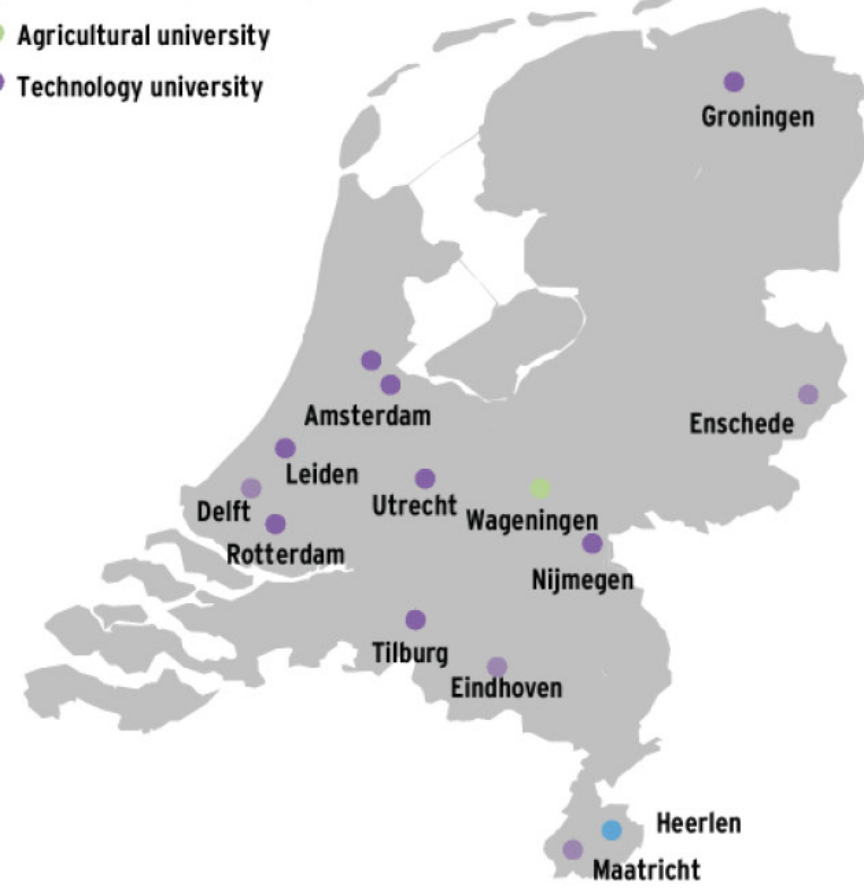 Agricultural university
Technology university
Groningen
Amsterdam
Enschede
Leiden
Delft
Utrecht
Wageningen
Rotterdam
Nijmegen
Tilburg
Eindhoven
Heerlen
Maatricht